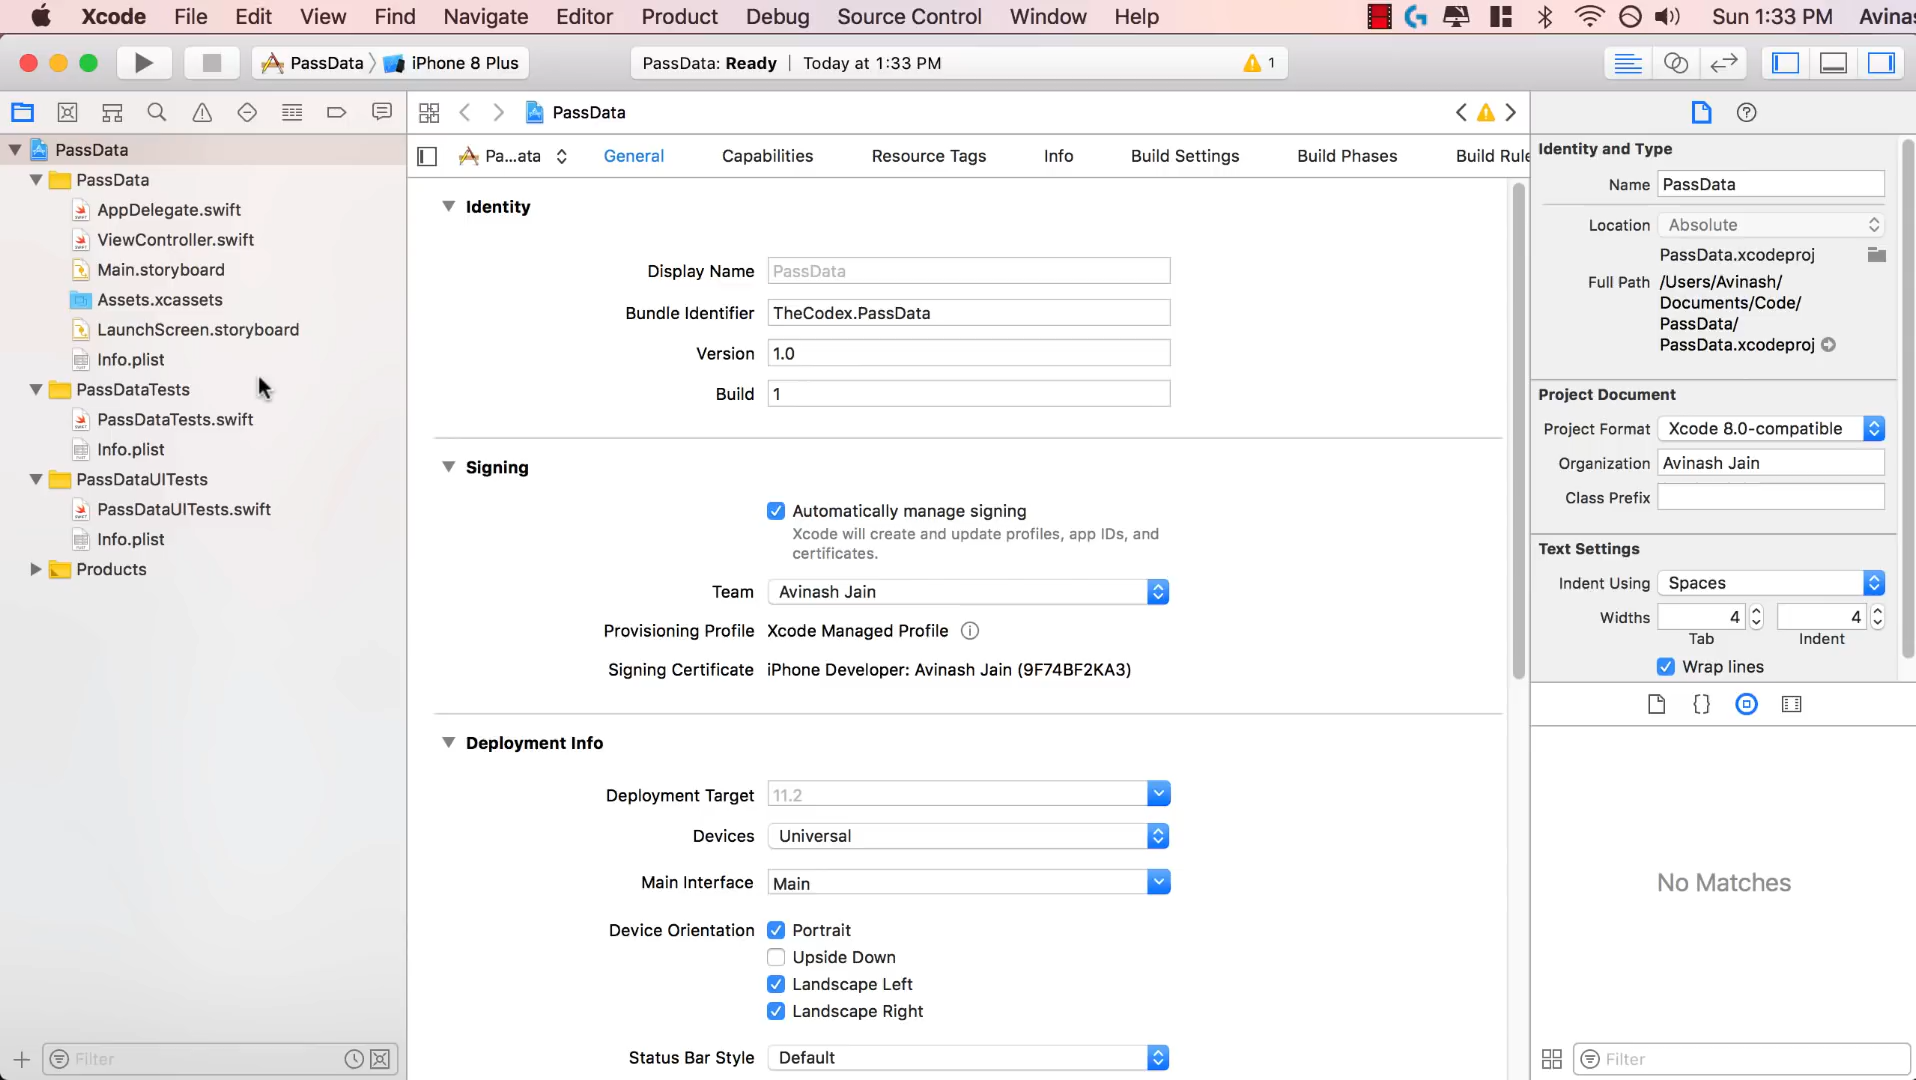 Xcode File Edit View Find Navigate Editor Product Debug Source Control Window Help Sun 1:33 PM Avinas
PassData iPhone 8 Plus PassData: Ready Today at 1:33 PM 1
PassData
PassData
PassData
AppDelegate.swift
ViewController.swift
Main.storyboard
Assets.xcassets
LaunchScreen.storyboard
Info.plist
PassDataTests
PassDataTests.swift
Info.plist
PassDataUITests
PassDataUITests.swift
Info.plist
Products
Filter
Pa...ata General Capabilities Resource Tags Info Build Settings Build Phases Build Rule
Identity
Display Name PassData
Bundle Identifier TheCodex.PassData
Version 1.0
Build 1
Signing
Automatically manage signing
Xcode will create and update profiles, app IDs, and
certificates.
Team Avinash Jain
Provisioning Profile Xcode Managed Profile
Signing Certificate iPhone Developer: Avinash Jain (9F74BF2KA3)
Deployment Info
Deployment Target 11.2
Devices Universal
Main Interface Main
Device Orientation Portrait
Upside Down
Landscape Left
Landscape Right
Status Bar Style Default
Identity and Type
Name PassData
Location Absolute
PassData.xcodeproj
Full Path /Users/Avinash/
Documents/Code/
PassData/
PassData.xcodeproj
Project Document
Project Format Xcode 8.0-compatible
Organization Avinash Jain
Class Prefix
Text Settings
Indent Using Spaces
Widths 4 4
Tab Indent
Wrap lines
{}
No Matches
Filter